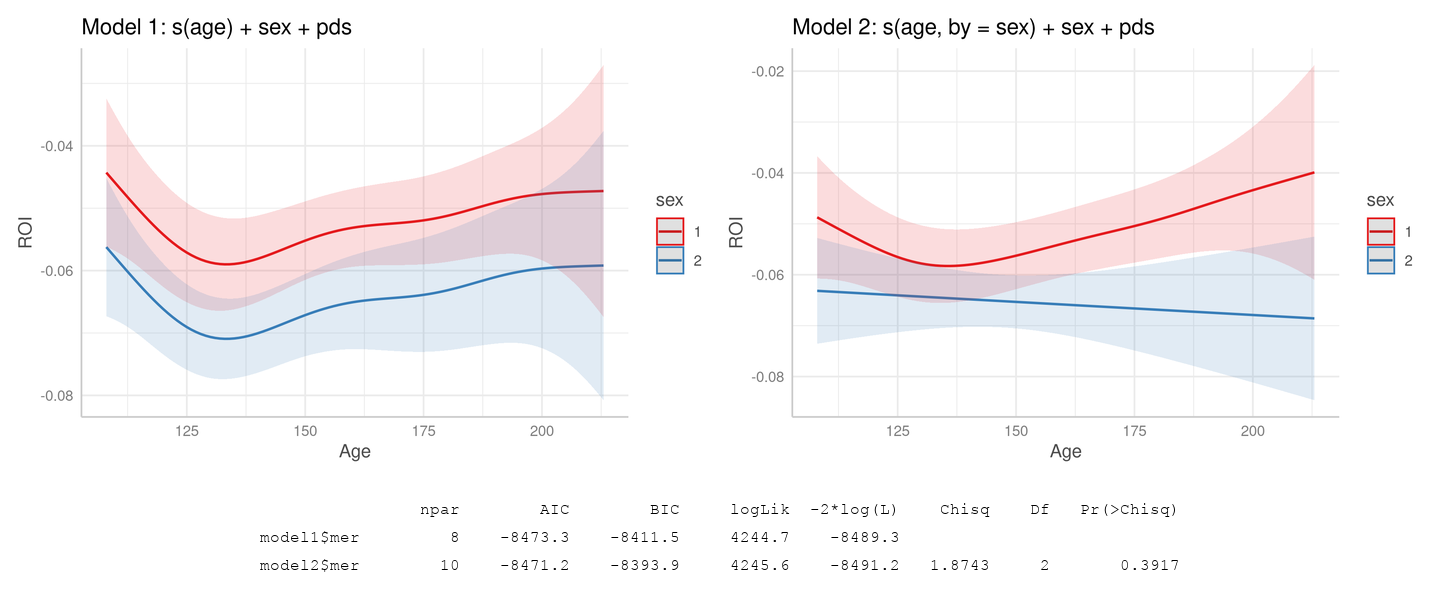 Model 1: s(age) + sex + pds
-0.04
-0.06
-0.08
ROI
125 150 175 200
Age
sex
1
2
Model 2: s(age, by = sex) + sex + pds
-0.02
-0.04
-0.06
-0.08
ROI
125 150 175 200
Age
sex
1
2
npar AIC BIC logLik -2*log(L) Chisq Df Pr(>Chisq)
model1$mer 8 -8473.3 -8411.5 4244.7 -8489.3
model2$mer 10 -8471.2 -8393.9 4245.6 -8491.2 1.8743 2 0.3917